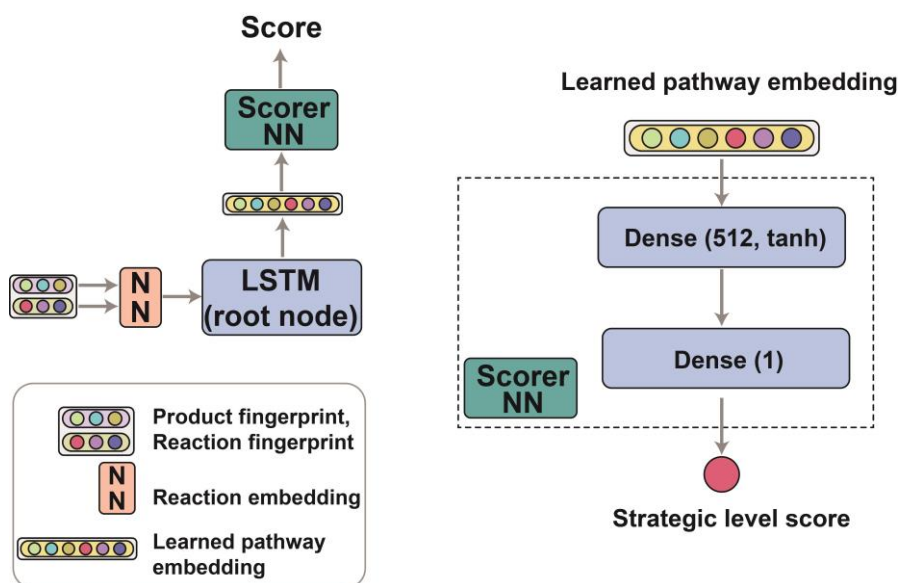 Score
Scorer
NN
N
N
LSTM
(root node)
Product fingerprint,
Reaction fingerprint
N
N
Reaction embedding
Learned pathway
embedding
Learned pathway embedding
Dense (512, tanh)
Dense (1)
Scorer
NN
Strategic level score